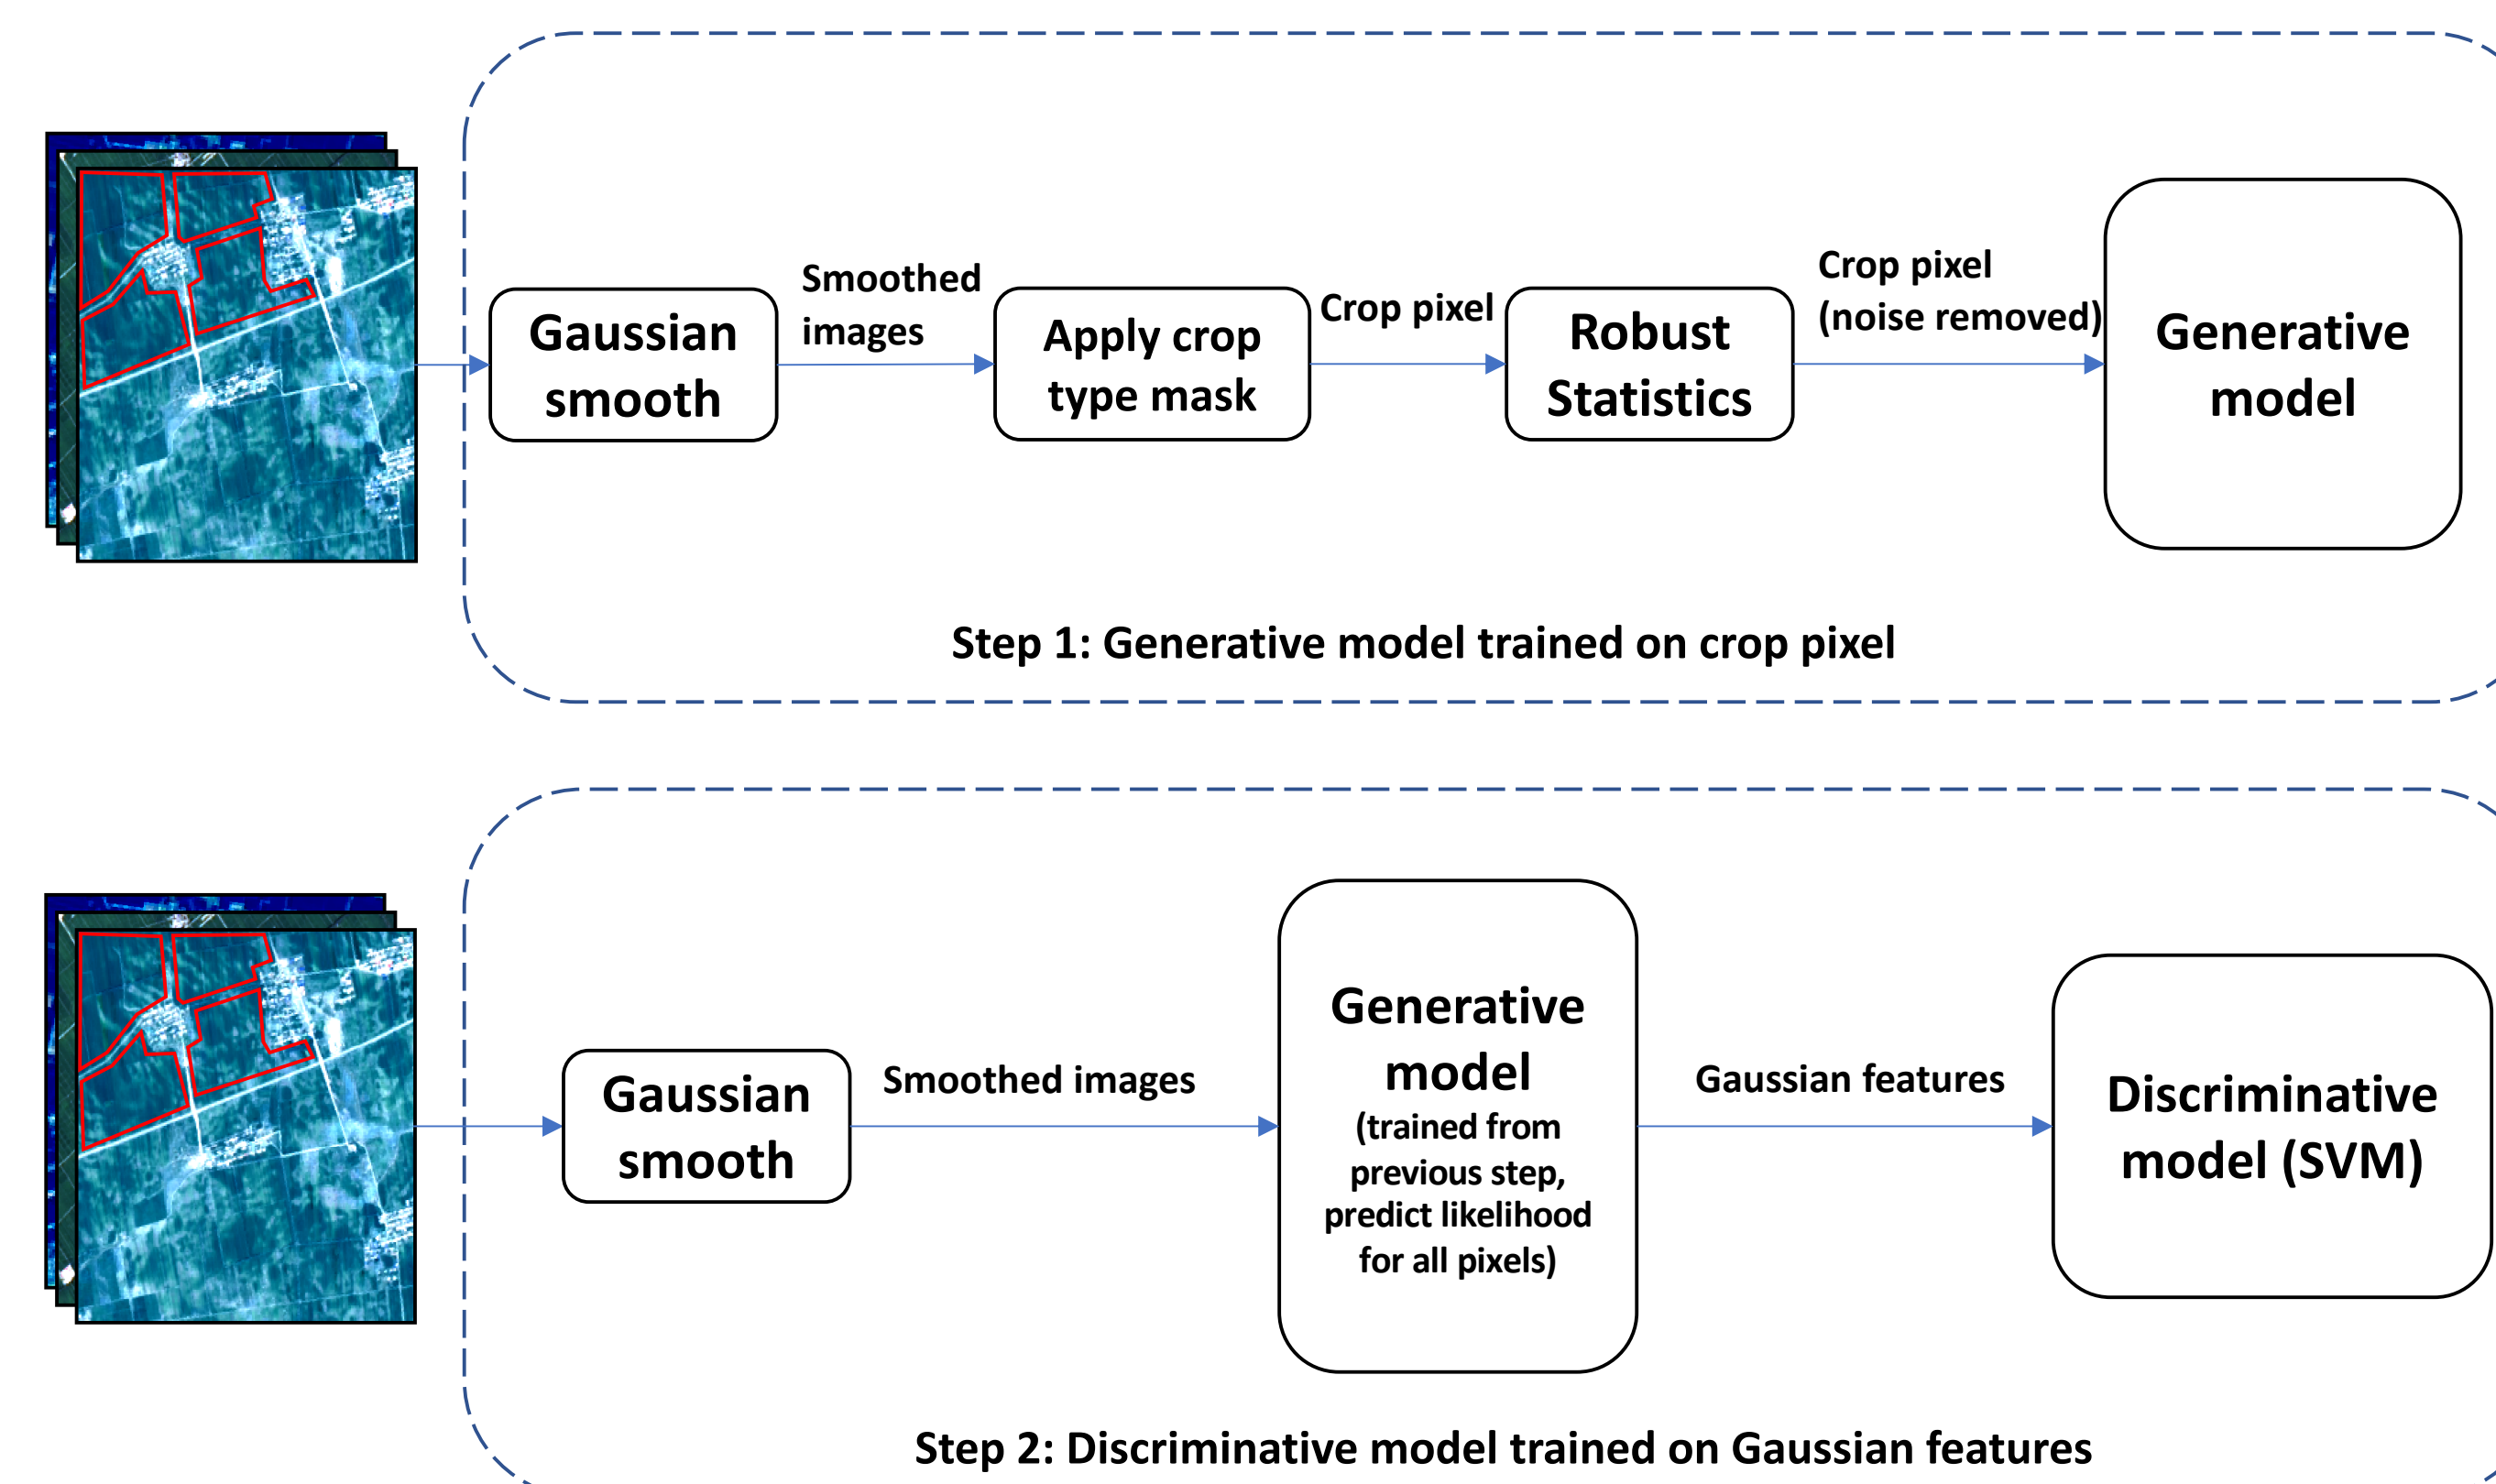 Gaussian
smooth
Smoothed
images
Apply crop
type mask
Crop pixel
Robust
Statistics
Crop pixel
(noise removed)
Generative
model
Step 1: Generative model trained on crop pixel
Gaussian
smooth
Smoothed images
Generative
model
(trained from
previous step,
predict likelihood
for all pixels)
Gaussian features
Discriminative
model (SVM)
Step 2: Discriminative model trained on Gaussian features